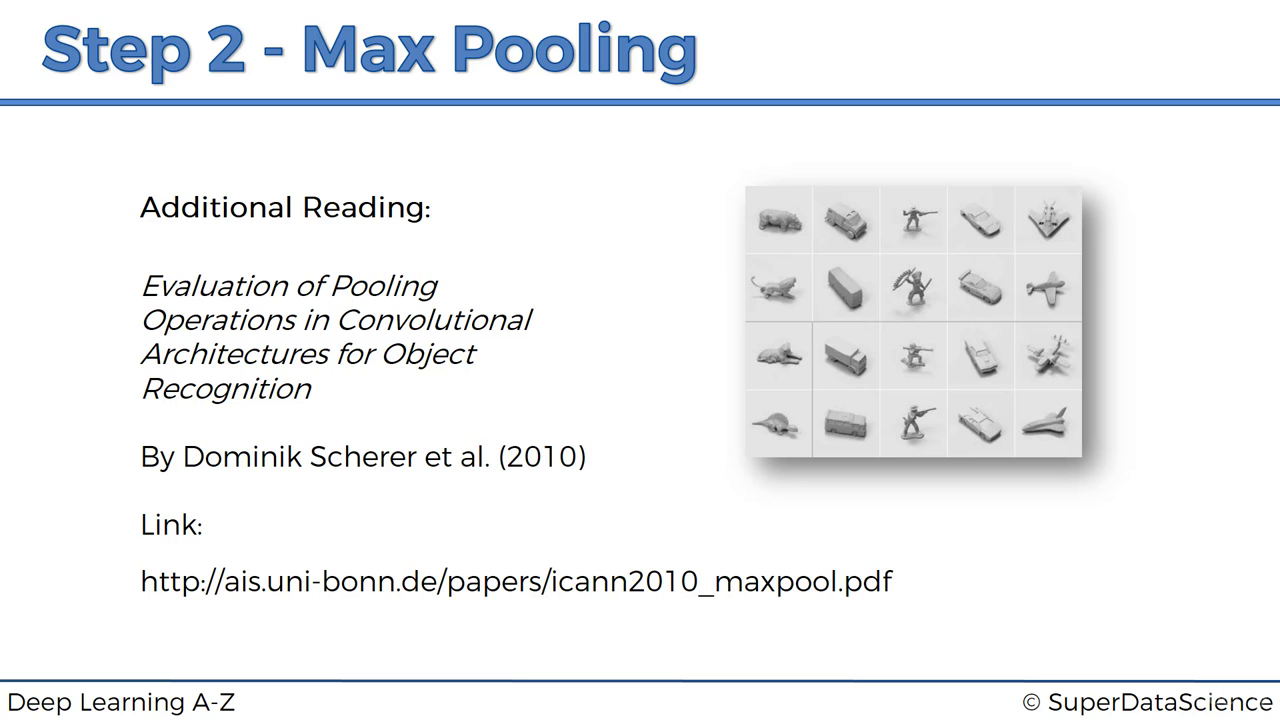 Step 2 - Max Pooling
Additional Reading:
Evaluation of Pooling
Operations in Convolutional
Architectures for Object
Recognition
By Dominik Scherer et al. (2010)
Link:
http://ais.uni-bonn.de/papers/icann2010_maxpool.pdf
Deep Learning A-Z
© SuperDataScience